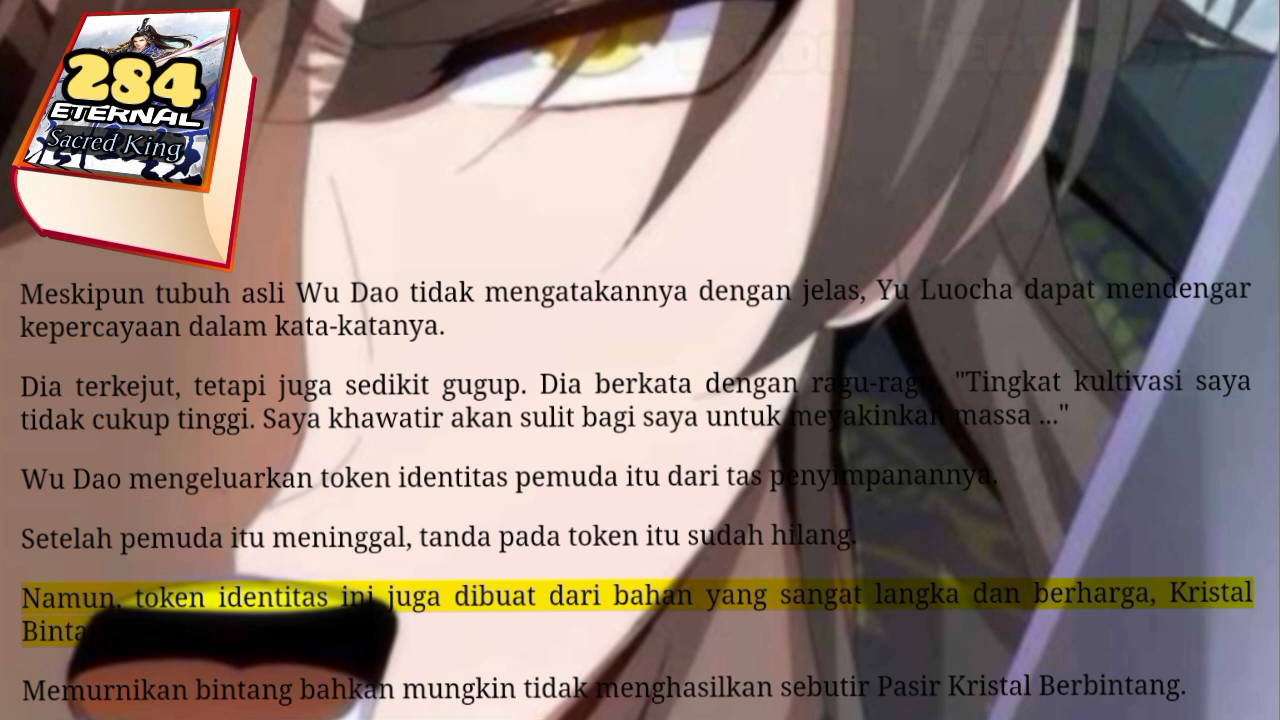 284
ETERNAL
Sacred King
Meskipun tubuh asli Wu Dao tidak mengatakannya dengan jelas, Yu Luocha dapat mendengar
kepercayaan dalam kata-katanya.
Dia terkejut, tetapi juga sedikit gugup. Dia berkata dengan ragu-ragu, "Tingkat kultivasi saya
tidak cukup tinggi. Saya khawatir akan sulit bagi saya untuk meyakinkan massa ..."
Wu Dao mengeluarkan token identitas pemuda itu dari tas penyimpanannya.
Setelah pemuda itu meninggal, tanda pada token itu sudah hilang.
Namun, token identitas ini juga dibuat dari bahan yang sangat langka dan berharga, Kristal
Memurnikan bintang bahkan mungkin tidak menghasilkan sebutir Pasir Kristal Berbintang.